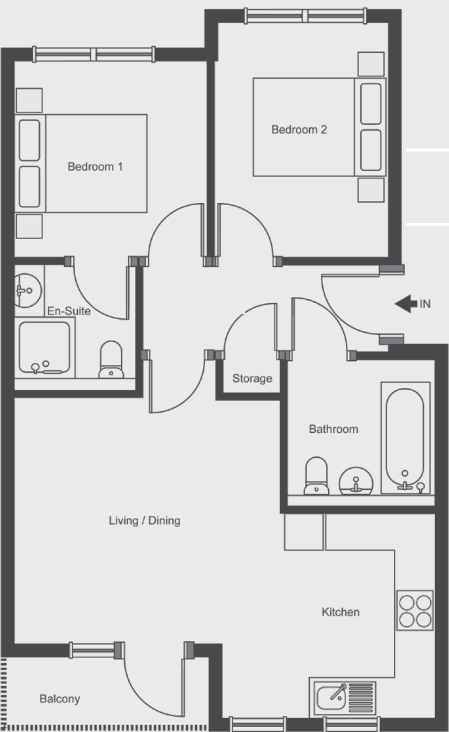 Bedroom 2
Bedroom 1
IN
En-Suite
Storage
Bathroom
Living / Dining
Kitchen
Balcony